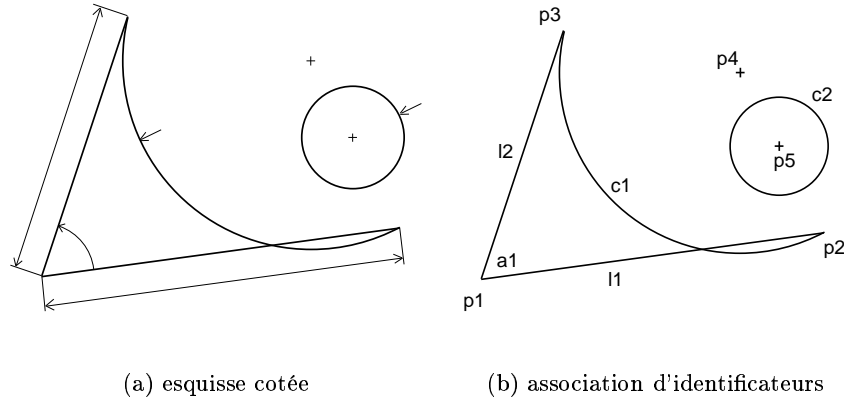 p3
p4
c2
l2
p5
c1
a1
p2
l1
p1
(a) esquisse cotée
(b) association d'identificateurs